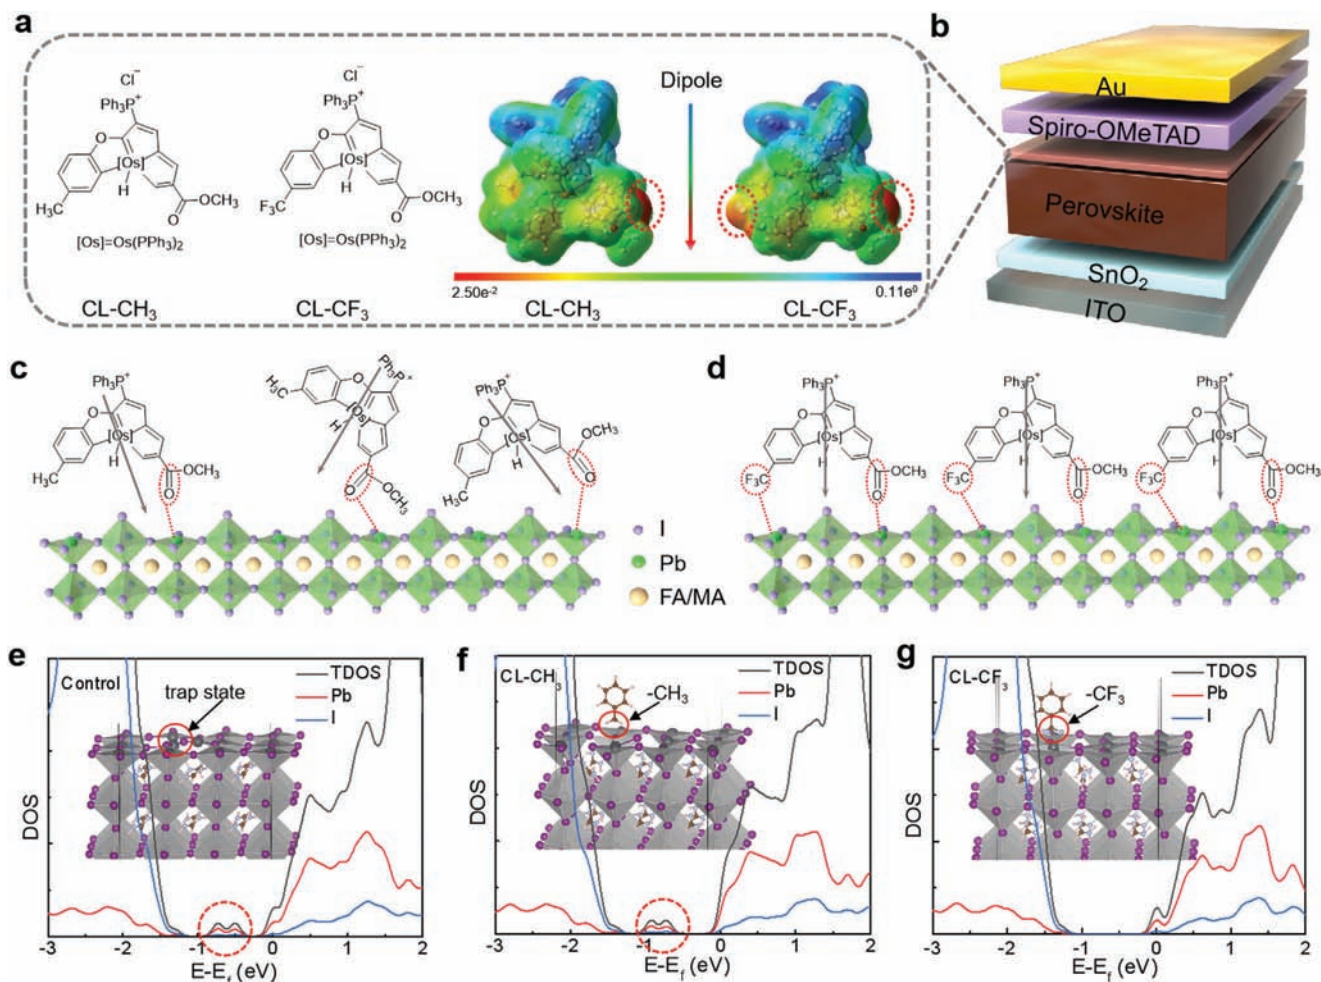 a
Cl⁻
Ph₃P⁺
O
[Os]
H
H₃C
O
OCH₃
[Os]=Os(PPh₃)₂
CL-CH₃
Cl⁻
Ph₃P⁺
O
[Os]
H
F₃C
O
OCH₃
[Os]=Os(PPh₃)₂
CL-CF₃
Dipole
2.50e⁻²
0.11e⁰
CL-CH₃
CL-CF₃
b
Au
Spiro-OMeTAD
Perovskite
SnO₂
ITO
c
Ph₃P⁺
O
[Os]
H
H₃C
O
OCH₃
H₃C
O
Ph₃P⁺
[Os]
H
O
OCH₃
Ph₃P⁺
O
[Os]
H
H₃C
OCH₃
O
I
Pb
FA/MA
d
Ph₃P⁺
O
[Os]
H
F₃C
O
OCH₃
Ph₃P⁺
O
[Os]
H
F₃C
O
OCH₃
Ph₃P⁺
O
[Os]
H
F₃C
O
OCH₃
e
Control
trap state
TDOS
Pb
I
DOS
-3 -2 -1 0 1 2
E-E_f (eV)
f
CL-CH₃
-CH₃
TDOS
Pb
I
DOS
-3 -2 -1 0 1 2
E-E_f (eV)
g
CL-CF₃
-CF₃
TDOS
Pb
I
DOS
-3 -2 -1 0 1 2
E-E_f (eV)